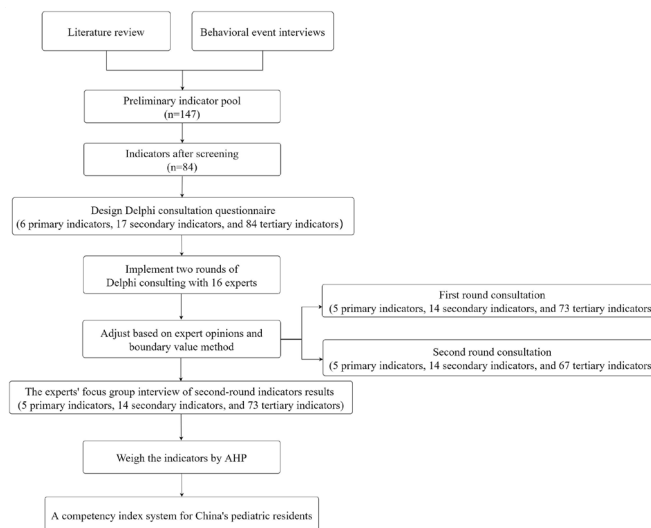 Literature review
Behavioral event interviews
Preliminary indicator pool
(n=147)
Indicators after screening
(n=84)
Design Delphi consultation questionnaire
(6 primary indicators, 17 secondary indicators, and 84 tertiary indicators)
Implement two rounds of
Delphi consulting with 16 experts
First round consultation
(5 primary indicators, 14 secondary indicators, and 73 tertiary indicators
Adjust based on expert opinions and
boundary value method
Second round consultation
(5 primary indicators, 14 secondary indicators, and 67 tertiary indicators
The experts' focus group interview of second-round indicators results
(5 primary indicators, 14 secondary indicators, and 73 tertiary indicators)
Weigh the indicators by AHP
A competency index system for China's pediatric residents